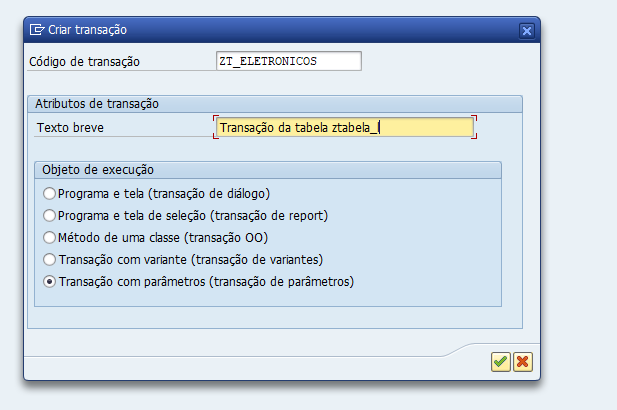 Criar transação
Código de transação ZT_ELETRONICOS
Atributos de transação
Texto breve Transação da tabela ztabela_l
Objeto de execução
Programa e tela (transação de diálogo)
Programa e tela de seleção (transação de report)
Método de uma classe (transação OO)
Transação com variante (transação de variantes)
Transação com parâmetros (transação de parâmetros)